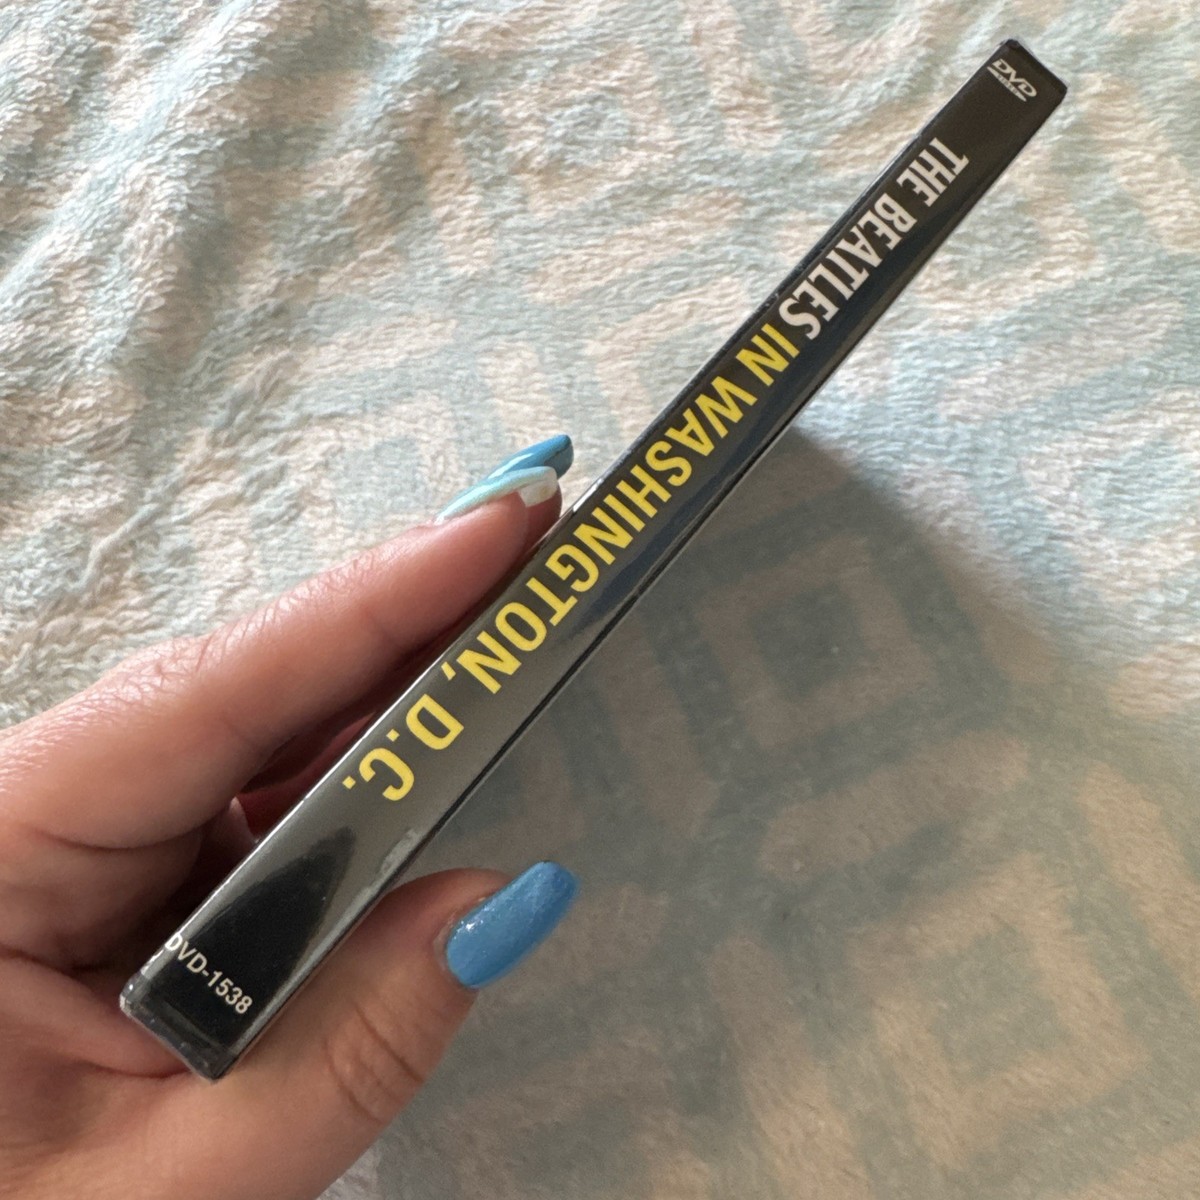 DVD
THE BEATLES IN WASHINGTON, D.C.
DVD-1538